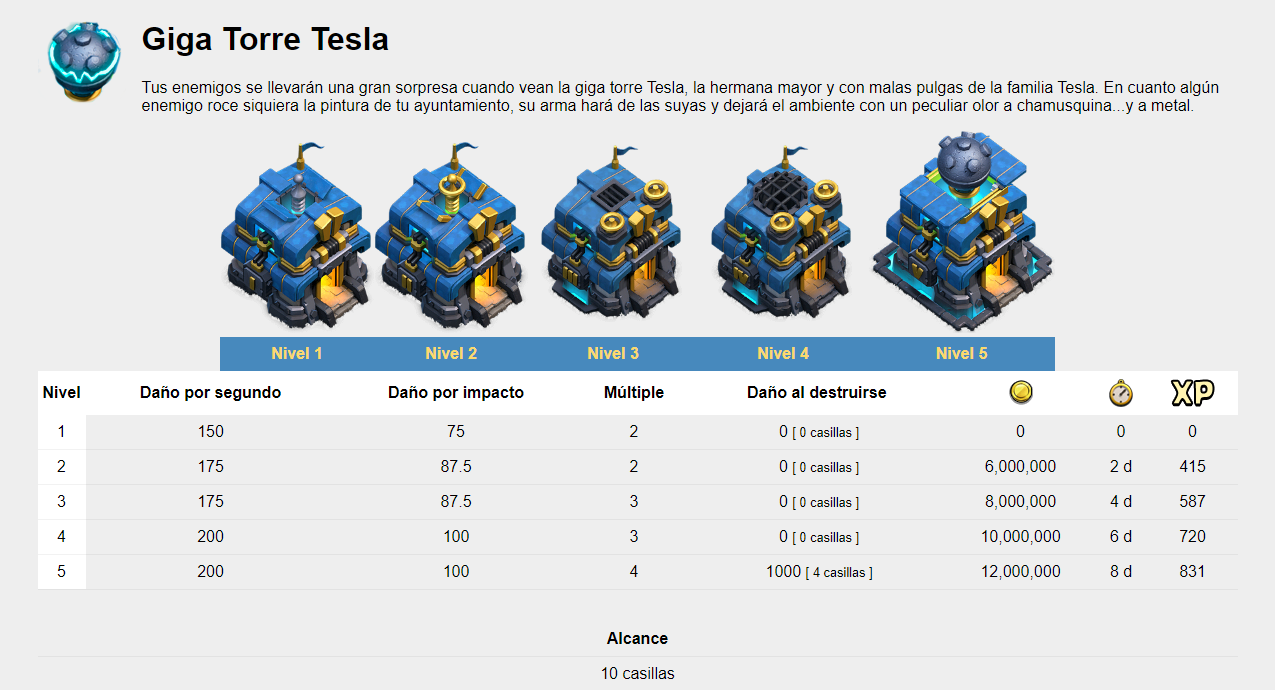 Giga Torre Tesla
Tus enemigos se llevarán una gran sorpresa cuando vean la giga torre Tesla, la hermana mayor y con malas pulgas de la familia Tesla. En cuanto algún
enemigo roce siquiera la pintura de tu ayuntamiento, su arma hará de las suyas y dejará el ambiente con un peculiar olor a chamusquina...y a metal.
Nivel 1 Nivel 2 Nivel 3 Nivel 4 Nivel 5
Nivel Daño por segundo Daño por impacto Múltiple Daño al destruirse XP
1 150 75 2 0 [ 0 casillas ] 0 0 0
2 175 87.5 2 0 [ 0 casillas ] 6,000,000 2 d 415
3 175 87.5 3 0 [ 0 casillas ] 8,000,000 4 d 587
4 200 100 3 0 [ 0 casillas ] 10,000,000 6 d 720
5 200 100 4 1000 [ 4 casillas ] 12,000,000 8 d 831
Alcance
10 casillas